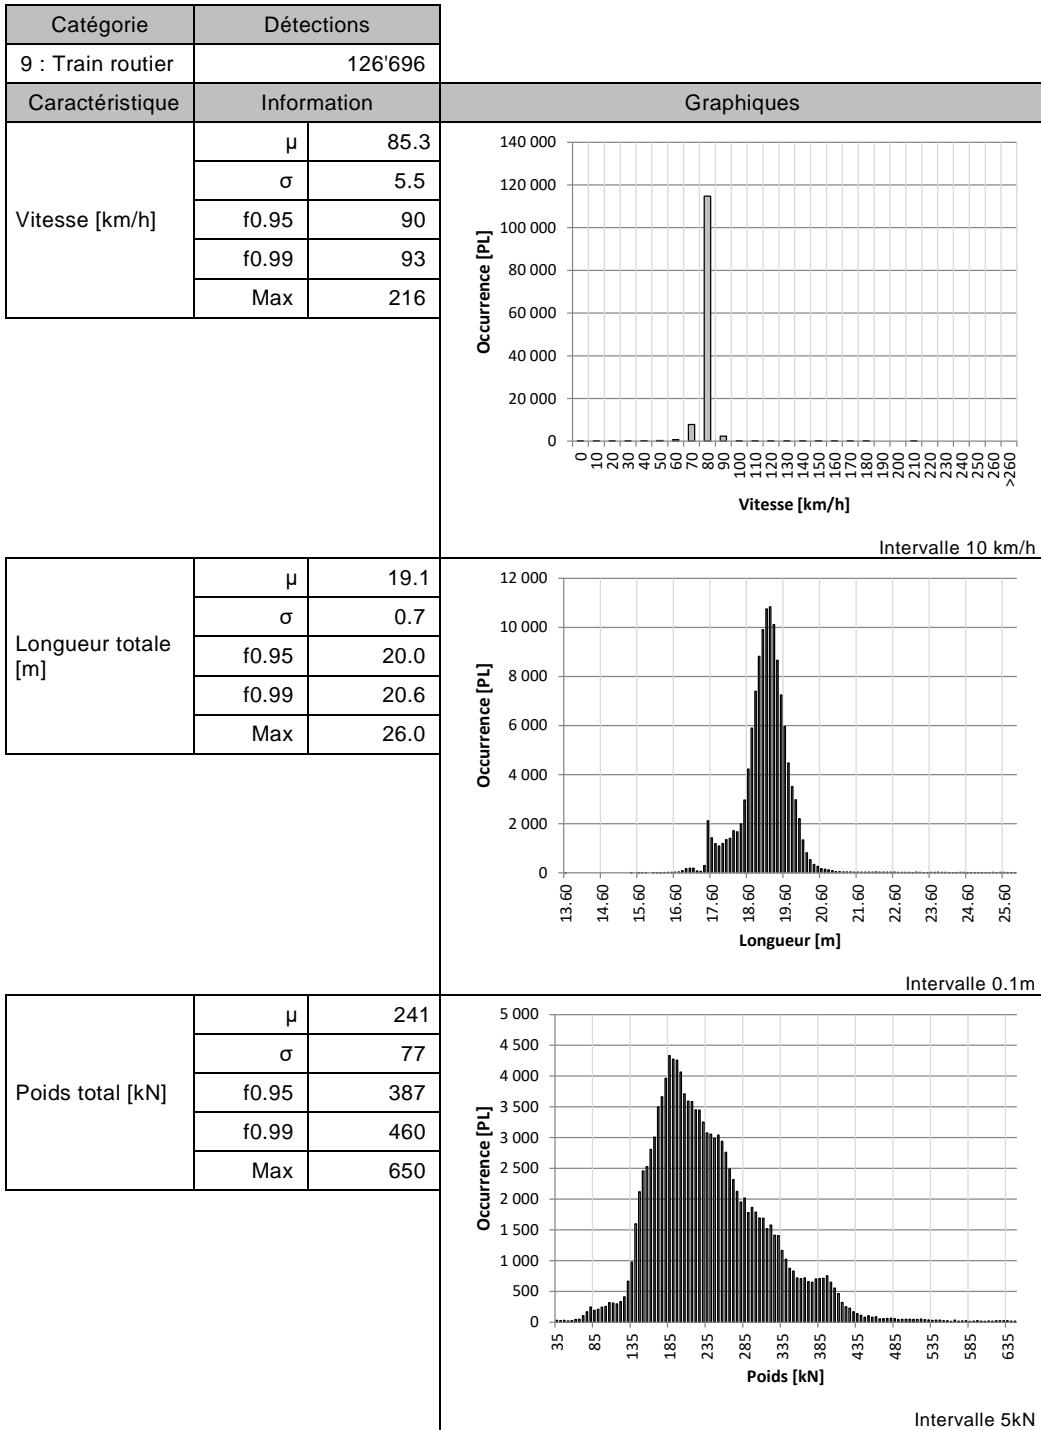 Catégorie Détections
9 : Train routier 126'696
Caractéristique Information Graphiques
Vitesse [km/h]
μ 85.3
σ 5.5
f0.95 90
f0.99 93
Max 216
140 000
120 000
100 000
80 000
60 000
40 000
20 000
0
Occurrence [PL]
0 10 20 30 40 50 60 70 80 90 100 110 120 130 140 150 160 170 180 190 200 210 220 230 240 250 260 >260
Vitesse [km/h]
Intervalle 10 km/h
Longueur totale
[m]
μ 19.1
σ 0.7
f0.95 20.0
f0.99 20.6
Max 26.0
12 000
10 000
8 000
6 000
4 000
2 000
0
Occurrence [PL]
13.60 14.60 15.60 16.60 17.60 18.60 19.60 20.60 21.60 22.60 23.60 24.60 25.60
Longueur [m]
Intervalle 0.1m
Poids total [kN]
μ 241
σ 77
f0.95 387
f0.99 460
Max 650
5 000
4 500
4 000
3 500
3 000
2 500
2 000
1 500
1 000
500
0
Occurrence [PL]
35 85 135 185 235 285 335 385 435 485 535 585 635
Poids [kN]
Intervalle 5kN